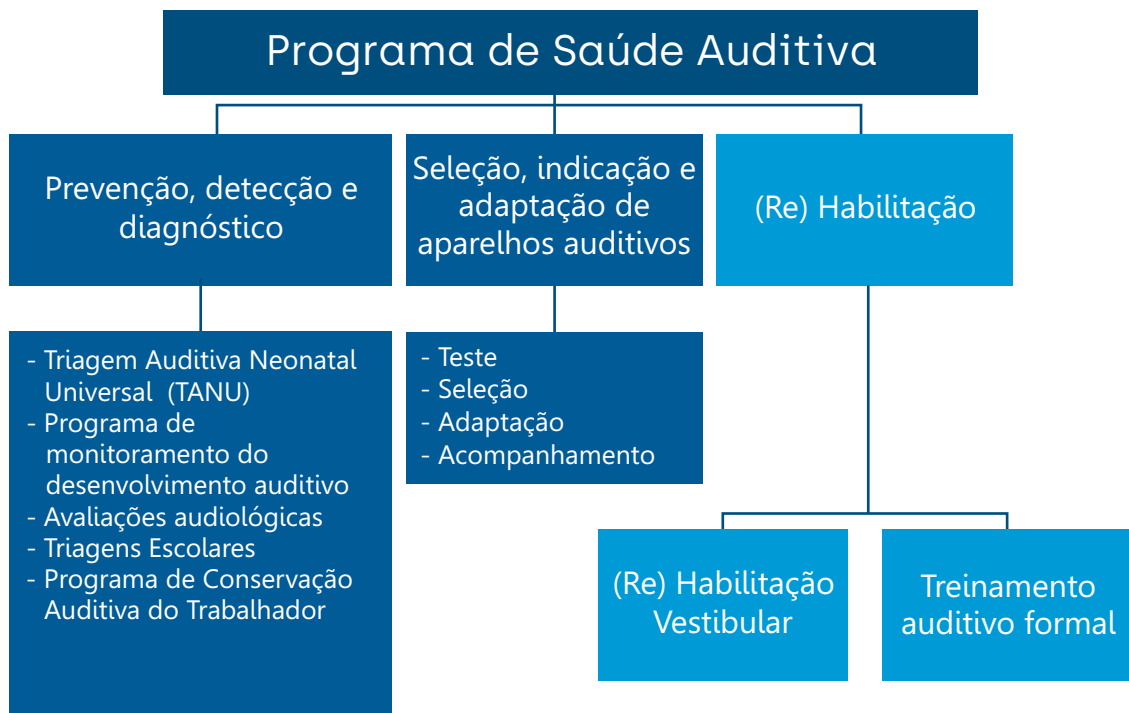 Programa de Saúde Auditiva
Prevenção, detecção e
diagnóstico
Seleção, indicação e
adaptação de
aparelhos auditivos
(Re) Habilitação
- Triagem Auditiva Neonatal
Universal (TANU)
- Programa de
monitoramento do
desenvolvimento auditivo
- Avaliações audiológicas
- Triagens Escolares
- Programa de Conservação
Auditiva do Trabalhador
- Teste
- Seleção
- Adaptação
- Acompanhamento
(Re) Habilitação
Vestibular
Treinamento
auditivo formal